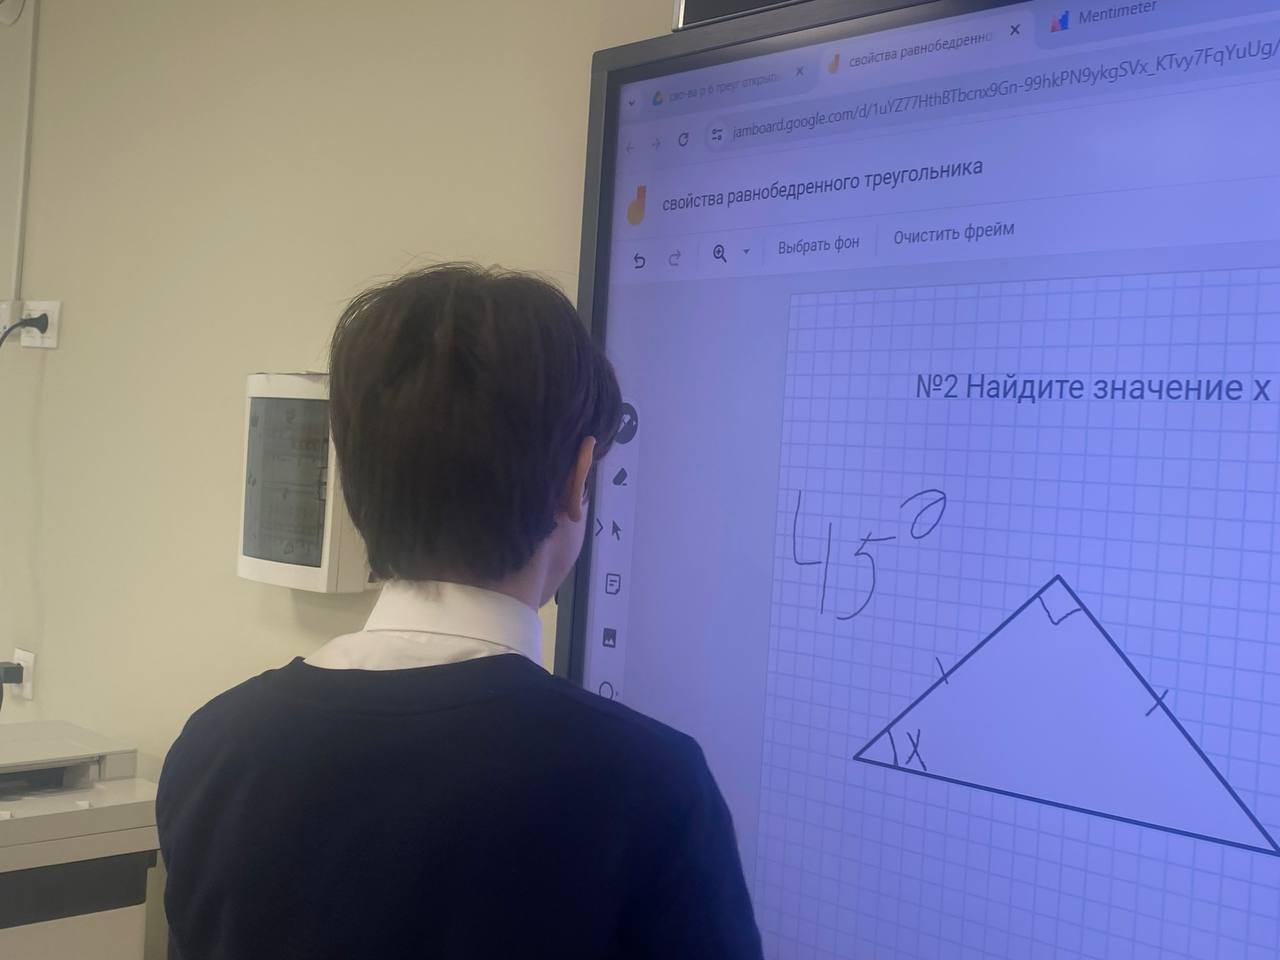 Mentimeter
свойства равнобедренно
jamboard.google.com/d/1uYZ77HthBTbcnx9Gn-99hkPN9ykgSVx_KTvy7FqYuUg/
свойства равнобедренного треугольника
Выбрать фон
Очистить фрейм
№2 Найдите значение х
45°
x